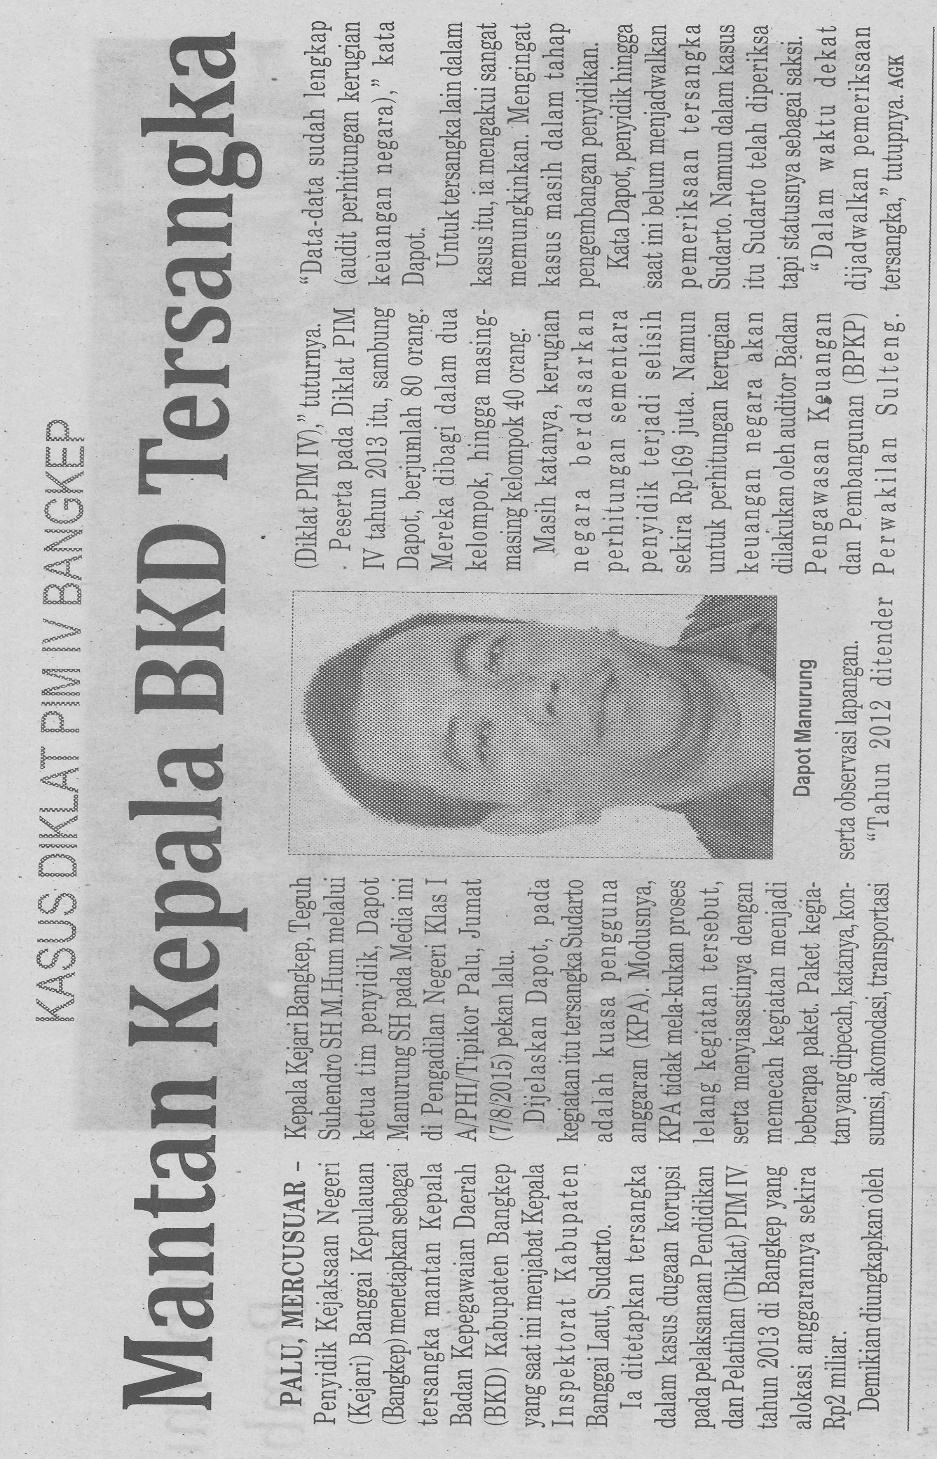 KASUS DIKLAT PIM IV BANGKEP
Mantan Kepala BKD Tersangka
PALU, MERCUSUAR –
Penyidik Kejaksaan Negeri
(Kejari) Banggai Kepulauan
(Bangkep) menetapkan sebagai
tersangka mantan Kepala
Badan Kepegawaian Daerah
(BKD) Kabupaten Bangkep
yang saat ini menjabat Kepala
Inspektorat Kabupaten
Banggai Laut, Sudarto.
Ia ditetapkan tersangka
dalam kasus dugaan korupsi
pada pelaksanaan Pendidikan
dan Pelatihan (Diklat) PIM IV
tahun 2013 di Bangkep yang
alokasi anggarannya sekira
Rp2 miliar.
Demikian diungkapkan oleh
Kepala Kejari Bangkep, Teguh
Suhendro SH M.Hum melalui
ketua tim penyidik, Dapot
Manurung SH pada Media ini
di Pengadilan Negeri Klas I
A/PHI/Tipikor Palu, Jumat
(7/8/2015) pekan lalu.
Dijelaskan Dapot, pada
kegiatan itu tersangka Sudarto
adalah kuasa pengguna
anggaran (KPA). Modusnya,
KPA tidak mela-kukan proses
lelang kegiatan tersebut,
serta menyiasastinya dengan
memecah kegiatan menjadi
beberapa paket. Paket kegia-
tan yang dipecah, katanya, kon-
sumsi, akomodasi, transportasi
Dapot Manurung
serta observasi lapangan.
“Tahun 2012 ditender
(Diklat PIM IV),” tuturnya.
Peserta pada Diklat PIM
IV tahun 2013 itu, sambung
Dapot, berjumlah 80 orang.
Mereka dibagi dalam dua
kelompok, hingga masing-
masing kelompok 40 orang.
Masih katanya, kerugian
negara berdasarkan
perhitungan sementara
penyidik terjadi selisih
sekira Rp169 juta. Namun
untuk perhitungan kerugian
keuangan negara akan
dilakukan oleh auditor Badan
Pengawasan Keuangan
dan Pembangunan (BPKP)
Perwakilan Sulteng.
“Data-data sudah lengkap
(audit perhitungan kerugian
keuangan negara),” kata
Dapot.
Untuk tersangka lain dalam
kasus itu, ia mengakui sangat
memungkinkan. Mengingat
kasus masih dalam tahap
pengembangan penyidikan.
Kata Dapot, penyidik hingga
saat ini belum menjadwalkan
pemeriksaan tersangka
Sudarto. Namun dalam kasus
itu Sudarto telah diperiksa
tapi statusnya sebagai saksi.
“Dalam waktu dekat
dijadwalkan pemeriksaan
tersangka,” tutupnya. AGK